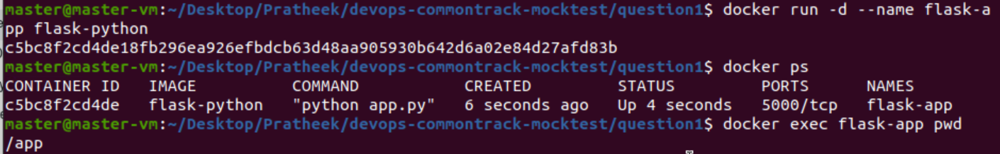 master@master-vm:~/Desktop/Pratheek/devops-commontrack-mocktest/question1$ docker run -d --name flask-a
pp flask-python
c5bc8f2cd4de18fb296ea926efbdcb63d48aa905930b642d6a02e84d27afd83b
master@master-vm:~/Desktop/Pratheek/devops-commontrack-mocktest/question1$ docker ps
CONTAINER ID   IMAGE          COMMAND           CREATED         STATUS         PORTS      NAMES
c5bc8f2cd4de   flask-python   "python app.py"   6 seconds ago   Up 4 seconds   5000/tcp   flask-app
master@master-vm:~/Desktop/Pratheek/devops-commontrack-mocktest/question1$ docker exec flask-app pwd
/app